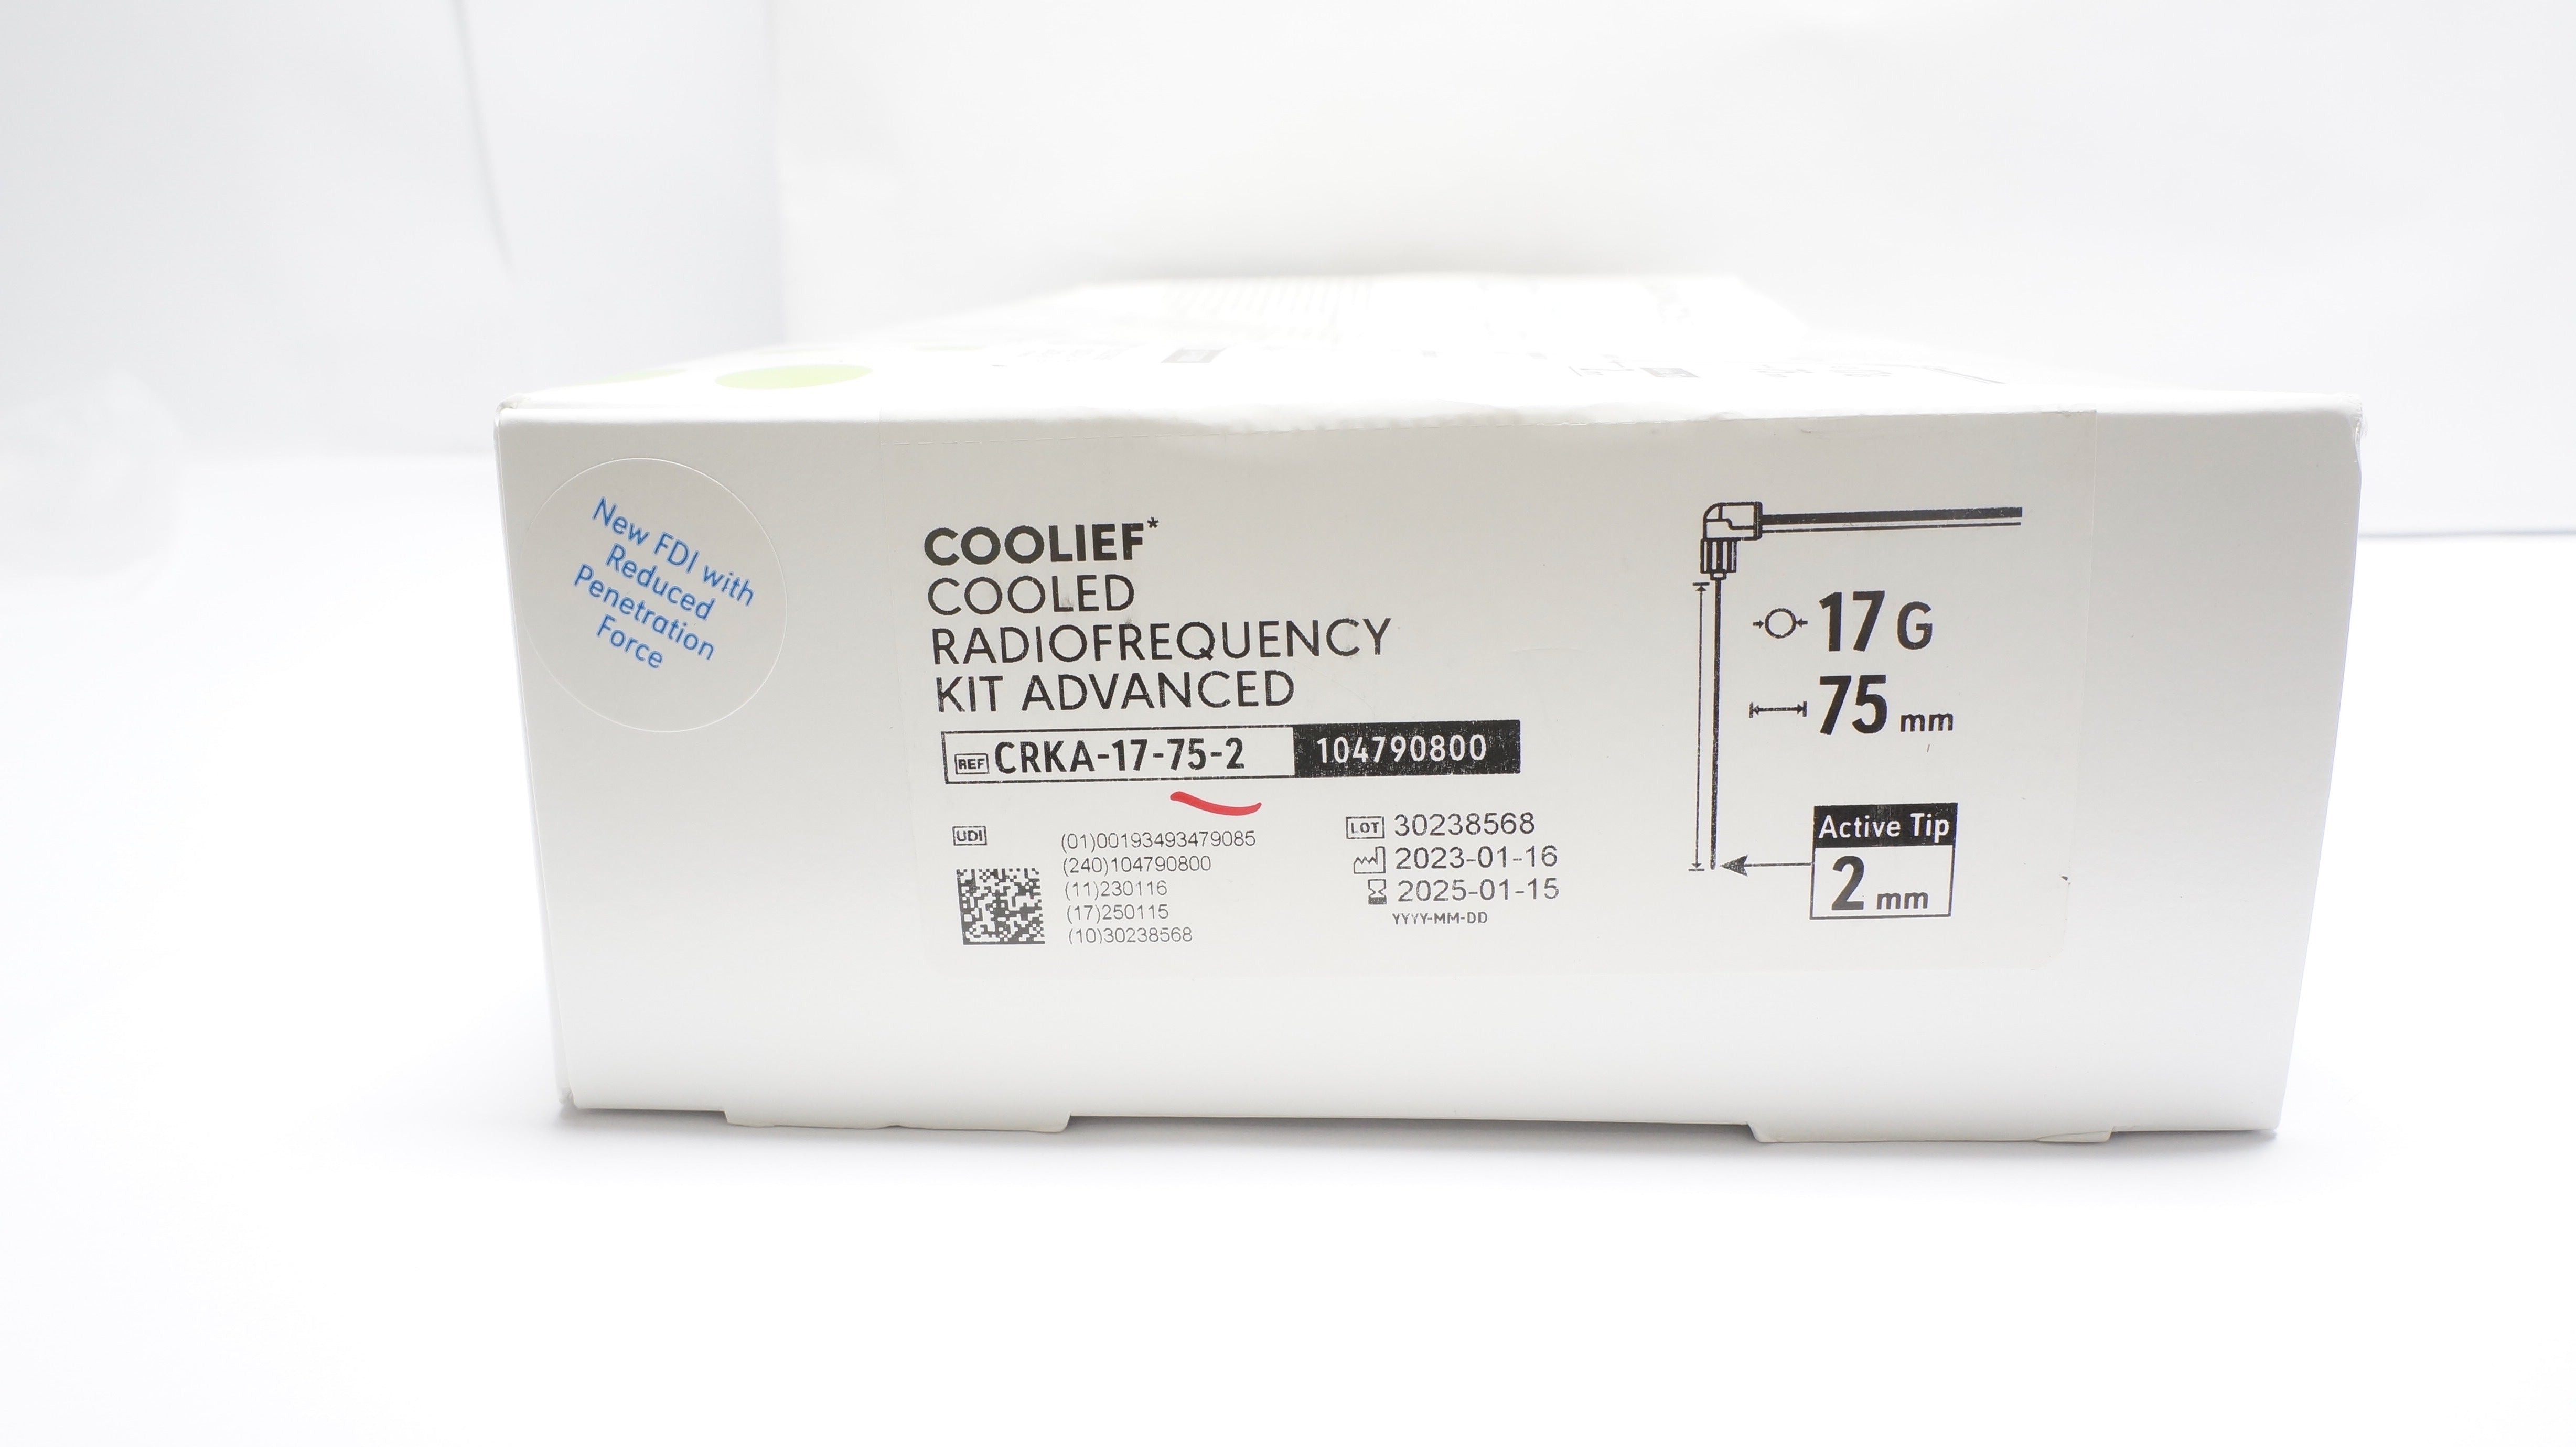 New FDI with
Reduced
Penetration
Force
COOLIEF*
COOLED
RADIOFREQUENCY
KIT ADVANCED
REF CRKA-17-75-2 104790800
UDI
(01)00193493479085
(240)104790800
(11)230116
(17)250115
(10)30238568
LOT 30238568
2023-01-16
2025-01-15
YYYY-MM-DD
17 G
75 mm
Active Tip
2 mm